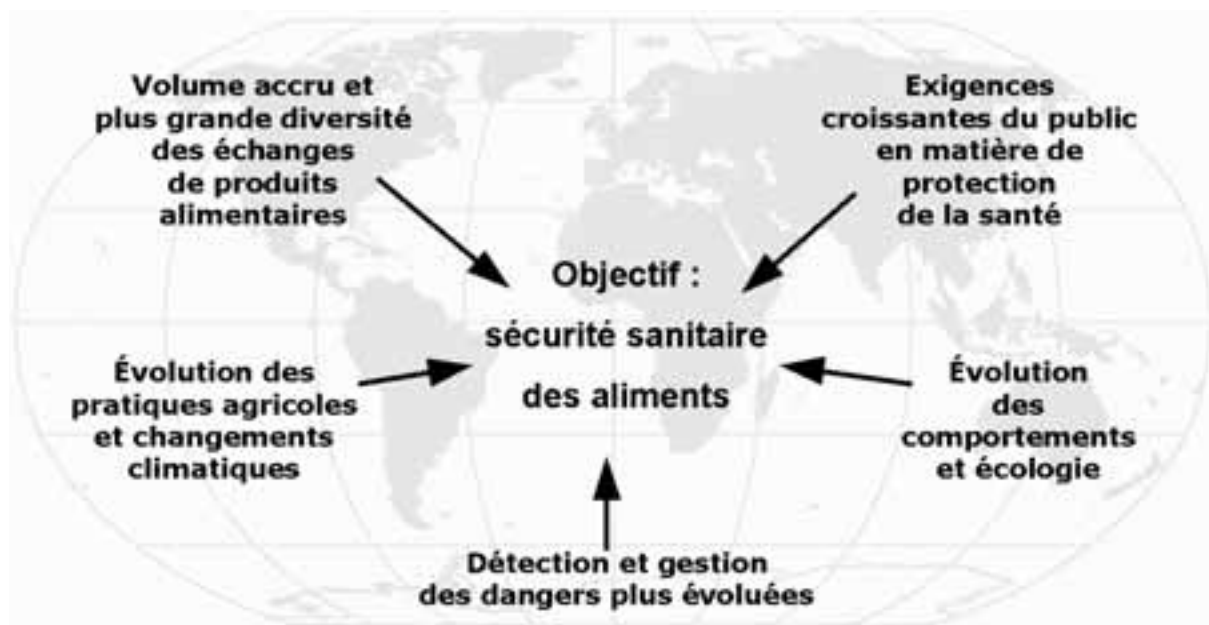 Volume accru et
plus grande diversité
des échanges
de produits
alimentaires
Exigences
croissantes du public
en matière de
protection
de la santé
Objectif :
sécurité sanitaire
des aliments
Évolution des
pratiques agricoles
et changements
climatiques
Évolution
des
comportements
et écologie
Détection et gestion
des dangers plus évoluées